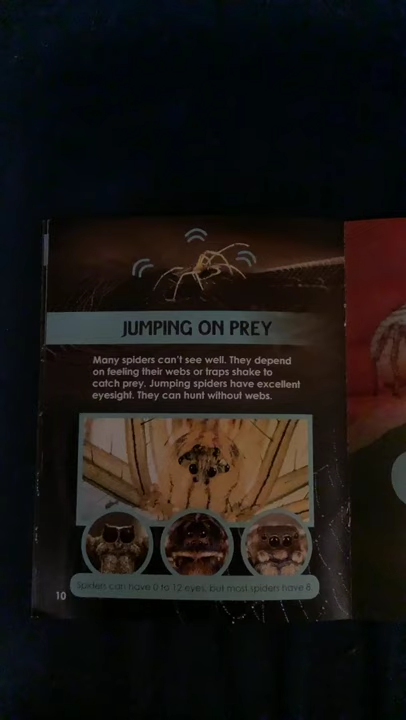 JUMPING ON PREY
Many spiders can't see well. They depend
on feeling their webs or traps shake to
catch prey. Jumping spiders have excellent
eyesight. They can hunt without webs.
Spiders can have 0 to 12 eyes, but most spiders have 8.
10